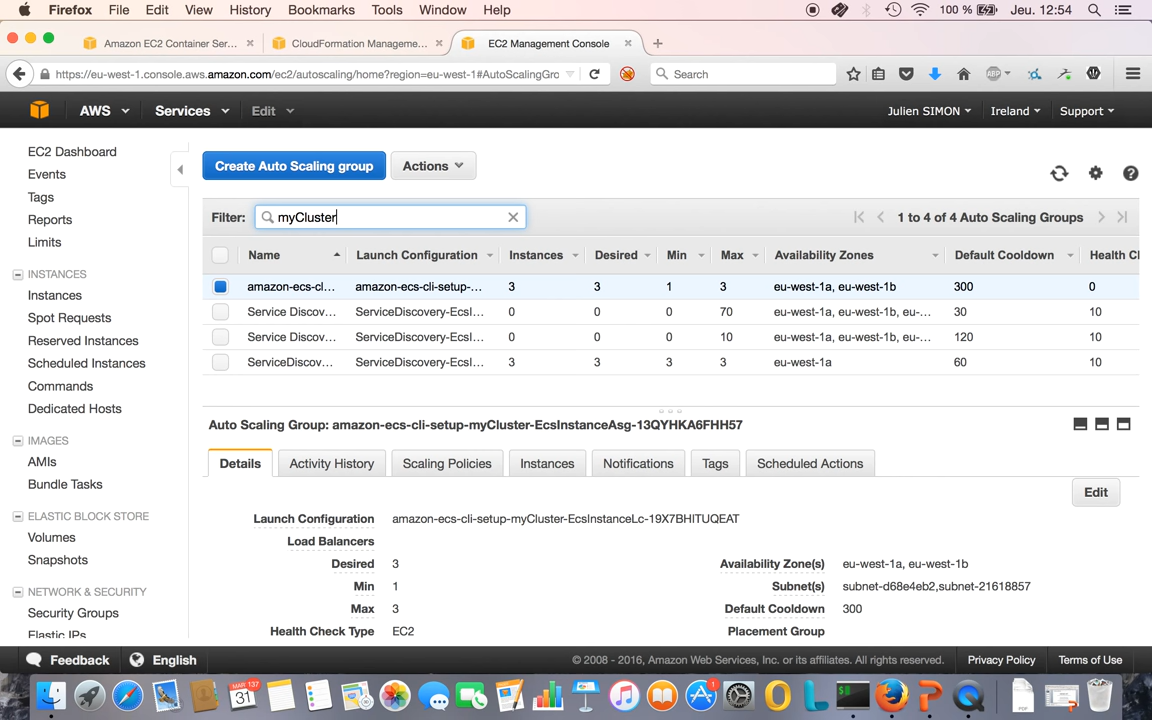 Firefox File Edit View History Bookmarks Tools Window Help 100 % Jeu. 12:54
Amazon EC2 Container Ser... × CloudFormation Manageme... × EC2 Management Console × +
https://eu-west-1.console.aws.amazon.com/ec2/autoscaling/home?region=eu-west-1#AutoScalingGrc Search ABP
AWS Services Edit Julien SIMON Ireland Support
EC2 Dashboard
Events
Tags
Reports
Limits
INSTANCES
Instances
Spot Requests
Reserved Instances
Scheduled Instances
Commands
Dedicated Hosts
IMAGES
AMIs
Bundle Tasks
ELASTIC BLOCK STORE
Volumes
Snapshots
NETWORK & SECURITY
Security Groups
Elastic IPs
Create Auto Scaling group Actions
Filter: myCluster 1 to 4 of 4 Auto Scaling Groups
Name Launch Configuration Instances Desired Min Max Availability Zones Default Cooldown Health Cl
amazon-ecs-cl... amazon-ecs-cli-setup-... 3 3 1 3 eu-west-1a, eu-west-1b 300 0
Service Discov... ServiceDiscovery-EcsI... 0 0 0 70 eu-west-1a, eu-west-1b, eu-... 30 10
Service Discov... ServiceDiscovery-EcsI... 0 0 0 10 eu-west-1a, eu-west-1b, eu-... 120 10
ServiceDiscov... ServiceDiscovery-EcsI... 3 3 3 3 eu-west-1a 60 10
Auto Scaling Group: amazon-ecs-cli-setup-myCluster-EcsInstanceAsg-13QYHKA6FHH57
Details Activity History Scaling Policies Instances Notifications Tags Scheduled Actions
Edit
Launch Configuration amazon-ecs-cli-setup-myCluster-EcsInstanceLc-19X7BHITUQEAT
Load Balancers
Desired 3 Availability Zone(s) eu-west-1a, eu-west-1b
Min 1 Subnet(s) subnet-d68e4eb2,subnet-21618857
Max 3 Default Cooldown 300
Health Check Type EC2 Placement Group
Feedback English © 2008 - 2016, Amazon Web Services, Inc. or its affiliates. All rights reserved. Privacy Policy Terms of Use
31